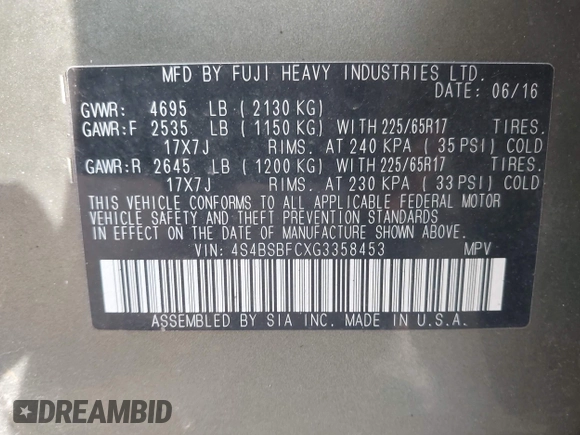 MFD BY FUJI HEAVY INDUSTRIES LTD.
DATE: 06/16
GVWR: 4695 LB ( 2130 KG)
GAWR:F 2535 LB ( 1150 KG) WITH 225/65R17 TIRES.
17X7J RIMS. AT 240 KPA ( 35 PSI) COLD
GAWR:R 2645 LB ( 1200 KG) WITH 225/65R17 TIRES.
17X7J RIMS. AT 230 KPA ( 33 PSI) COLD
THIS VEHICLE CONFORMS TO ALL APPLICABLE FEDERAL MOTOR
VEHICLE SAFETY AND THEFT PREVENTION STANDARDS
IN EFFECT ON THE DATE OF MANUFACTURE SHOWN ABOVE.
VIN: 4S4BSBFCXG3358453 MPV
ASSEMBLED BY SIA INC. MADE IN U.S.A.
DREAMBID